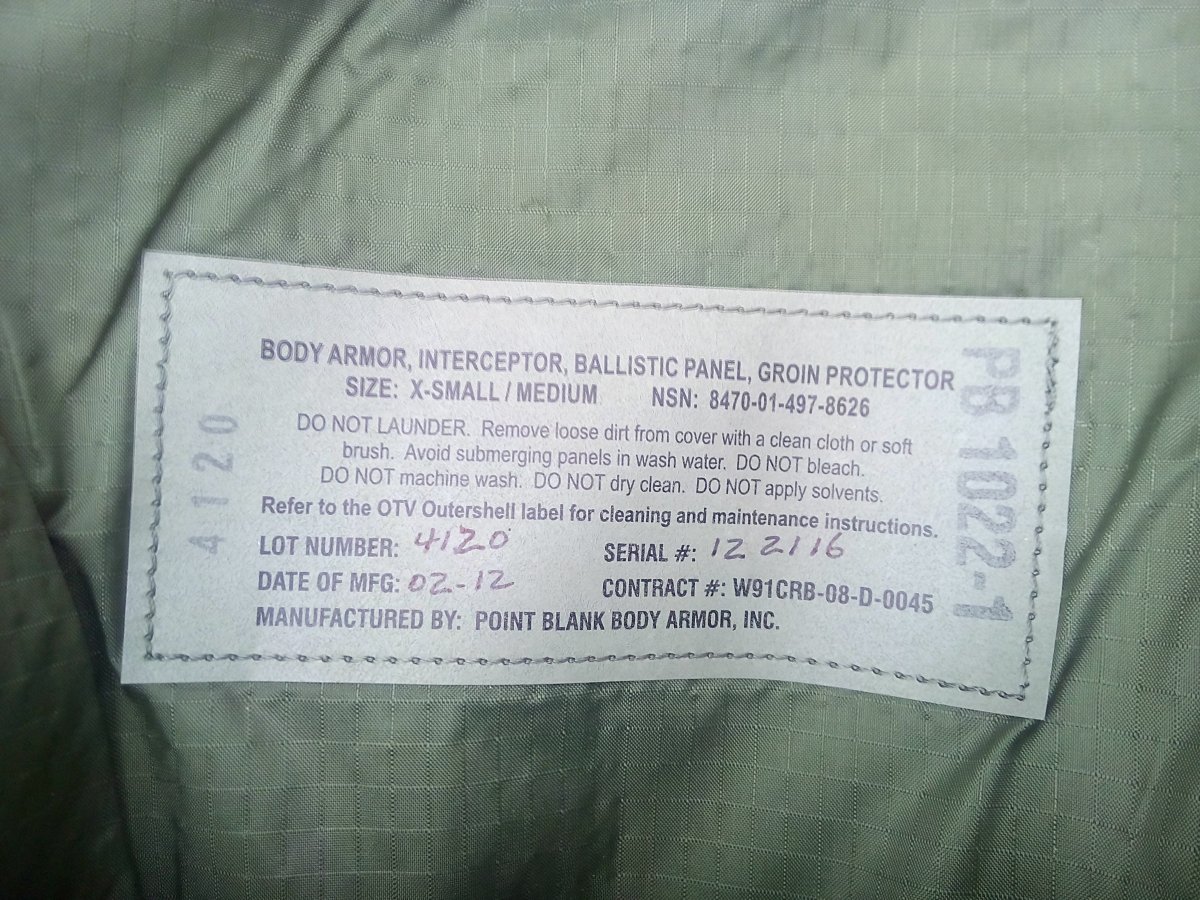 BODY ARMOR, INTERCEPTOR, BALLISTIC PANEL, GROIN PROTECTOR
SIZE: X-SMALL / MEDIUM NSN: 8470-01-497-8626
DO NOT LAUNDER. Remove loose dirt from cover with a clean cloth or soft
brush. Avoid submerging panels in wash water. DO NOT bleach.
DO NOT machine wash. DO NOT dry clean. DO NOT apply solvents.
Refer to the OTV Outershell label for cleaning and maintenance instructions.
LOT NUMBER: 4120 SERIAL #: 122116
DATE OF MFG: 02-12 CONTRACT #: W91CRB-08-D-0045
MANUFACTURED BY: POINT BLANK BODY ARMOR, INC.
4120
PB 1022-1